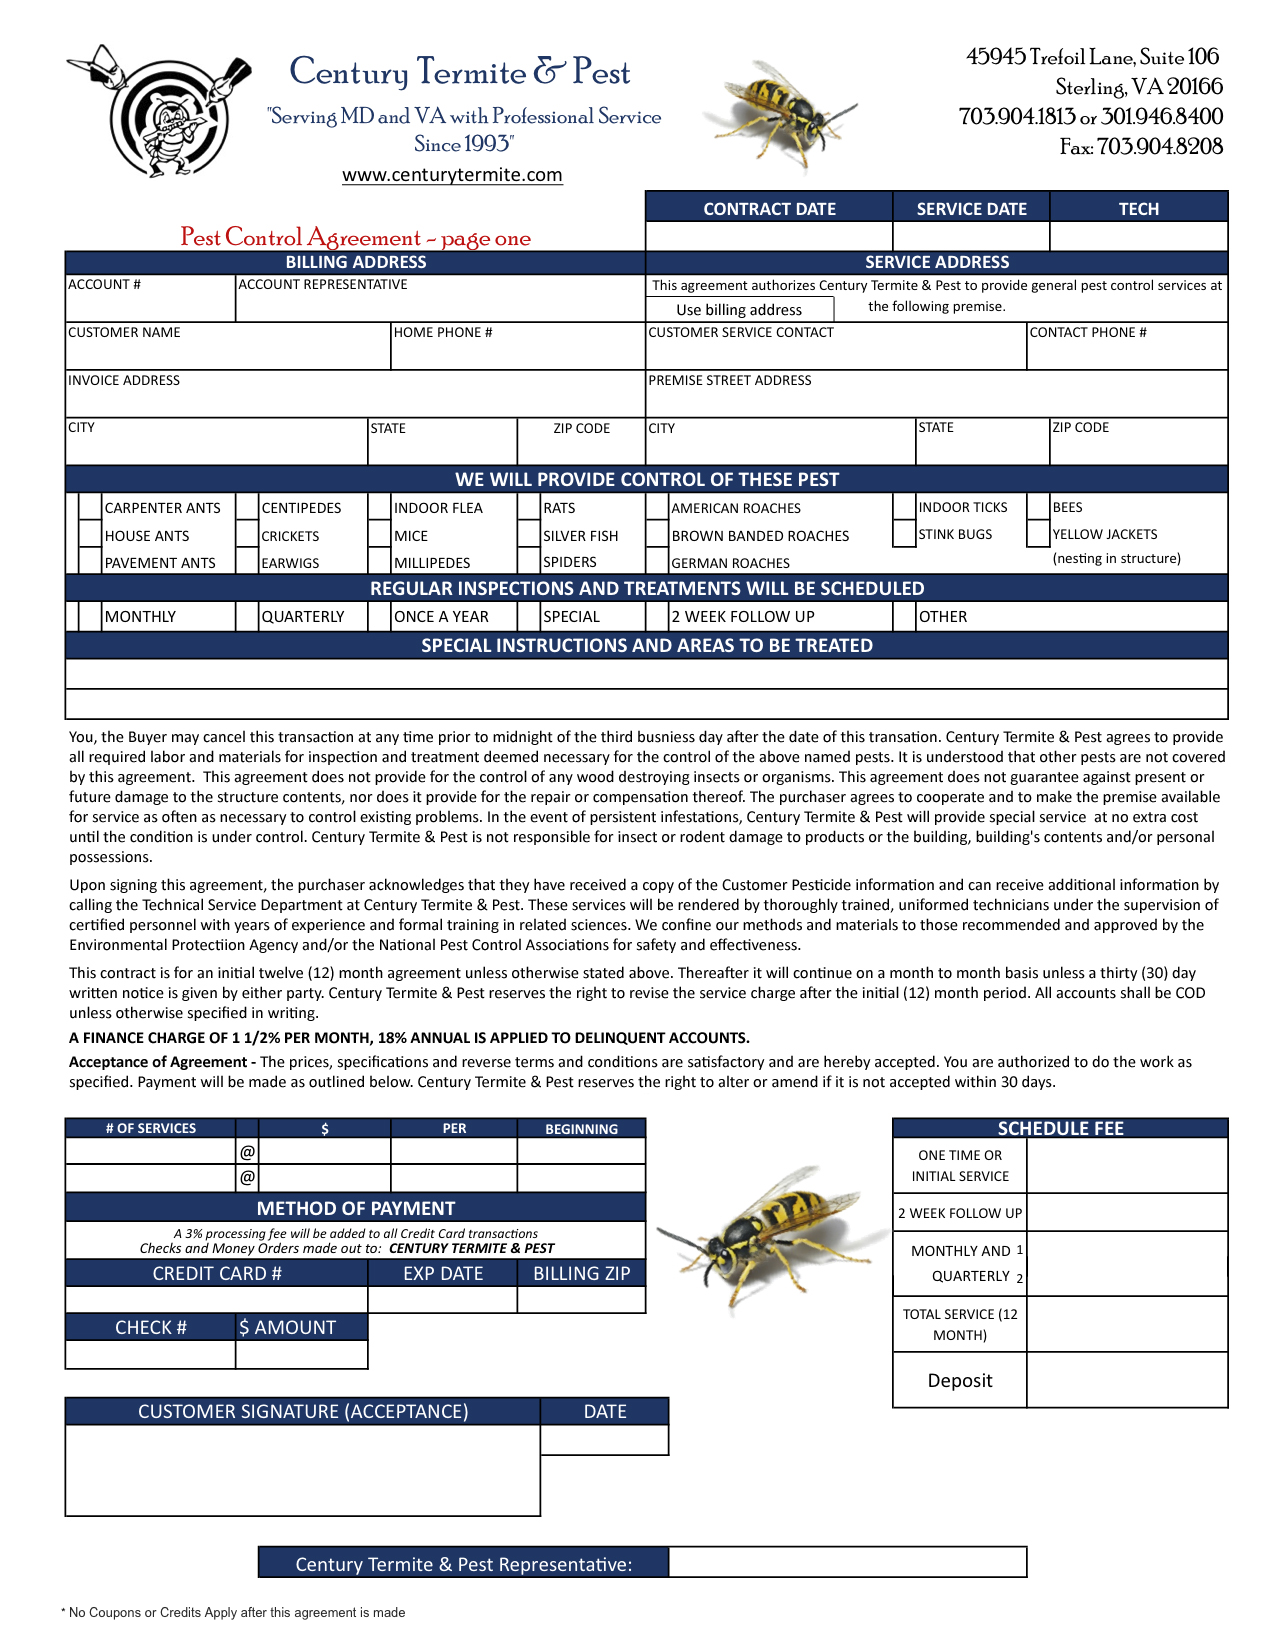 Century Termite & Pest
"Serving MD and VA with Professional Service
Since 1993"
www.centurytermite.com
45945 Trefoil Lane, Suite 106
Sterling, VA 20166
703.904.1813 or 301.946.8400
Fax: 703.904.8208
Pest Control Agreement ~ page one
CONTRACT DATE SERVICE DATE TECH
BILLING ADDRESS SERVICE ADDRESS
ACCOUNT # ACCOUNT REPRESENTATIVE This agreement authorizes Century Termite & Pest to provide general pest control services at
Use billing address the following premise.
CUSTOMER NAME HOME PHONE # CUSTOMER SERVICE CONTACT CONTACT PHONE #
INVOICE ADDRESS PREMISE STREET ADDRESS
CITY STATE ZIP CODE CITY STATE ZIP CODE
WE WILL PROVIDE CONTROL OF THESE PEST
CARPENTER ANTS CENTIPEDES INDOOR FLEA RATS AMERICAN ROACHES INDOOR TICKS BEES
HOUSE ANTS CRICKETS MICE SILVER FISH BROWN BANDED ROACHES STINK BUGS YELLOW JACKETS
PAVEMENT ANTS EARWIGS MILLIPEDES SPIDERS GERMAN ROACHES (nesting in structure)
REGULAR INSPECTIONS AND TREATMENTS WILL BE SCHEDULED
MONTHLY QUARTERLY ONCE A YEAR SPECIAL 2 WEEK FOLLOW UP OTHER
SPECIAL INSTRUCTIONS AND AREAS TO BE TREATED
You, the Buyer may cancel this transaction at any time prior to midnight of the third busniess day after the date of this transation. Century Termite & Pest agrees to provide
all required labor and materials for inspection and treatment deemed necessary for the control of the above named pests. It is understood that other pests are not covered
by this agreement. This agreement does not provide for the control of any wood destroying insects or organisms. This agreement does not guarantee against present or
future damage to the structure contents, nor does it provide for the repair or compensation thereof. The purchaser agrees to cooperate and to make the premise available
for service as often as necessary to control existing problems. In the event of persistent infestations, Century Termite & Pest will provide special service at no extra cost
until the condition is under control. Century Termite & Pest is not responsible for insect or rodent damage to products or the building, building's contents and/or personal
possessions.
Upon signing this agreement, the purchaser acknowledges that they have received a copy of the Customer Pesticide information and can receive additional information by
calling the Technical Service Department at Century Termite & Pest. These services will be rendered by thoroughly trained, uniformed technicians under the supervision of
certified personnel with years of experience and formal training in related sciences. We confine our methods and materials to those recommended and approved by the
Environmental Protectiion Agency and/or the National Pest Control Associations for safety and effectiveness.
This contract is for an initial twelve (12) month agreement unless otherwise stated above. Thereafter it will continue on a month to month basis unless a thirty (30) day
written notice is given by either party. Century Termite & Pest reserves the right to revise the service charge after the initial (12) month period. All accounts shall be COD
unless otherwise specified in writing.
A FINANCE CHARGE OF 1 1/2% PER MONTH, 18% ANNUAL IS APPLIED TO DELINQUENT ACCOUNTS.
Acceptance of Agreement - The prices, specifications and reverse terms and conditions are satisfactory and are hereby accepted. You are authorized to do the work as
specified. Payment will be made as outlined below. Century Termite & Pest reserves the right to alter or amend if it is not accepted within 30 days.
# OF SERVICES $ PER BEGINNING
@
@
METHOD OF PAYMENT
A 3% processing fee will be added to all Credit Card transactions
Checks and Money Orders made out to: CENTURY TERMITE & PEST
CREDIT CARD # EXP DATE BILLING ZIP
CHECK # $ AMOUNT
SCHEDULE FEE
ONE TIME OR
INITIAL SERVICE
2 WEEK FOLLOW UP
MONTHLY AND 1
QUARTERLY 2
TOTAL SERVICE (12
MONTH)
Deposit
CUSTOMER SIGNATURE (ACCEPTANCE) DATE
Century Termite & Pest Representative:
* No Coupons or Credits Apply after this agreement is made